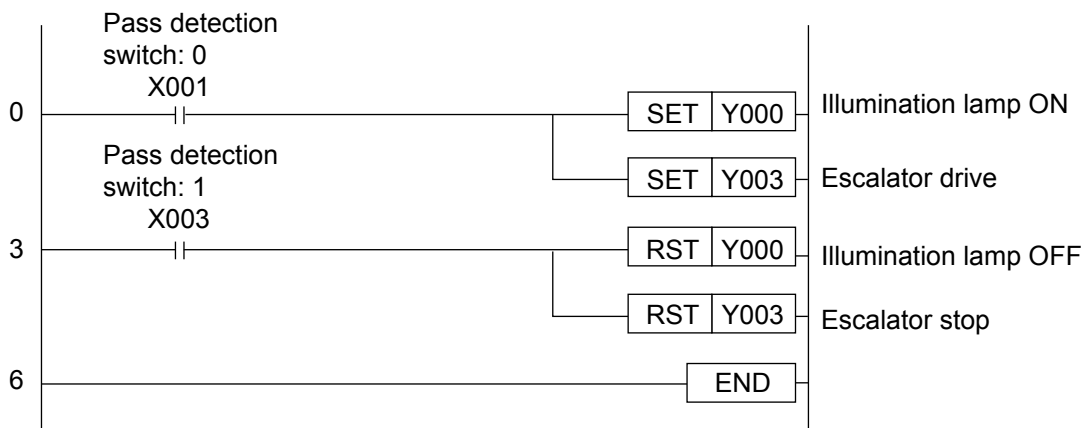 Pass detection
switch: 0
X001
0
SET Y000
Illumination lamp ON
SET Y003
Escalator drive
Pass detection
switch: 1
X003
3
RST Y000
Illumination lamp OFF
RST Y003
Escalator stop
6
END